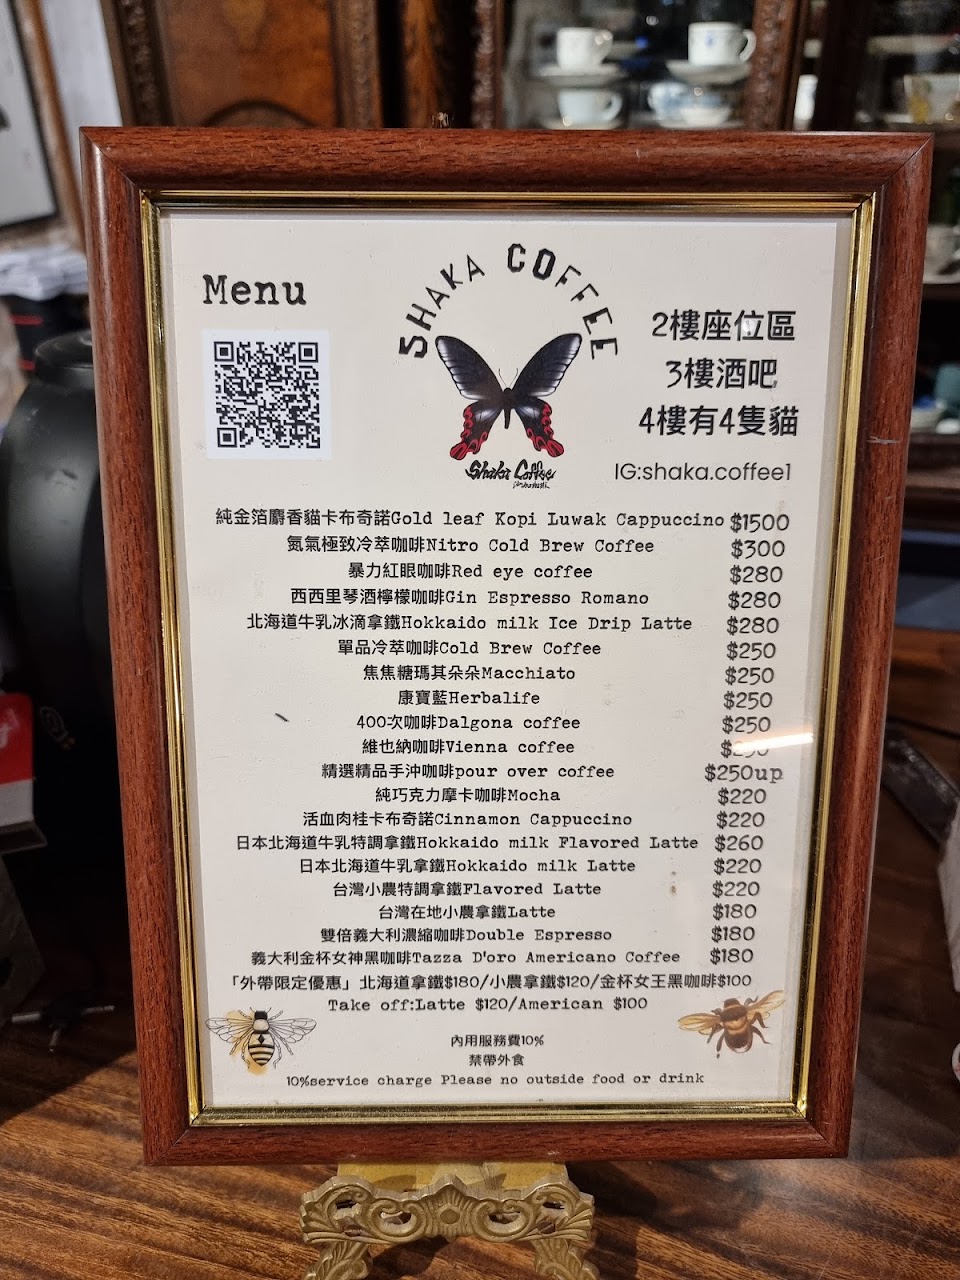 Menu
SHAKA COFFEE
Shaka Coffee
2樓座位區
3樓酒吧
4樓有4隻貓
IG:shaka.coffee1
純金箔麝香貓卡布奇諾Gold leaf Kopi Luwak Cappuccino $1500
氮氣極致冷萃咖啡Nitro Cold Brew Coffee $300
暴力紅眼咖啡Red eye coffee $280
西西里琴酒檸檬咖啡Gin Espresso Romano $280
北海道牛乳冰滴拿鐵Hokkaido milk Ice Drip Latte $280
單品冷萃咖啡Cold Brew Coffee $250
焦焦糖瑪其朵朵Macchiato $250
康寶藍Herbalife $250
400次咖啡Dalgona coffee $250
維也納咖啡Vienna coffee $250
精選精品手沖咖啡pour over coffee $250up
純巧克力摩卡咖啡Mocha $220
活血肉桂卡布奇諾Cinnamon Cappuccino $220
日本北海道牛乳特調拿鐵Hokkaido milk Flavored Latte $260
日本北海道牛乳拿鐵Hokkaido milk Latte $220
台灣小農特調拿鐵Flavored Latte $220
台灣在地小農拿鐵Latte $180
雙倍義大利濃縮咖啡Double Espresso $180
義大利金杯女神黑咖啡Tazza D'oro Americano Coffee $180
「外帶限定優惠」北海道拿鐵$180/小農拿鐵$120/金杯女王黑咖啡$100
Take off:Latte $120/American $100
內用服務費10%
禁帶外食
10%service charge Please no outside food or drink